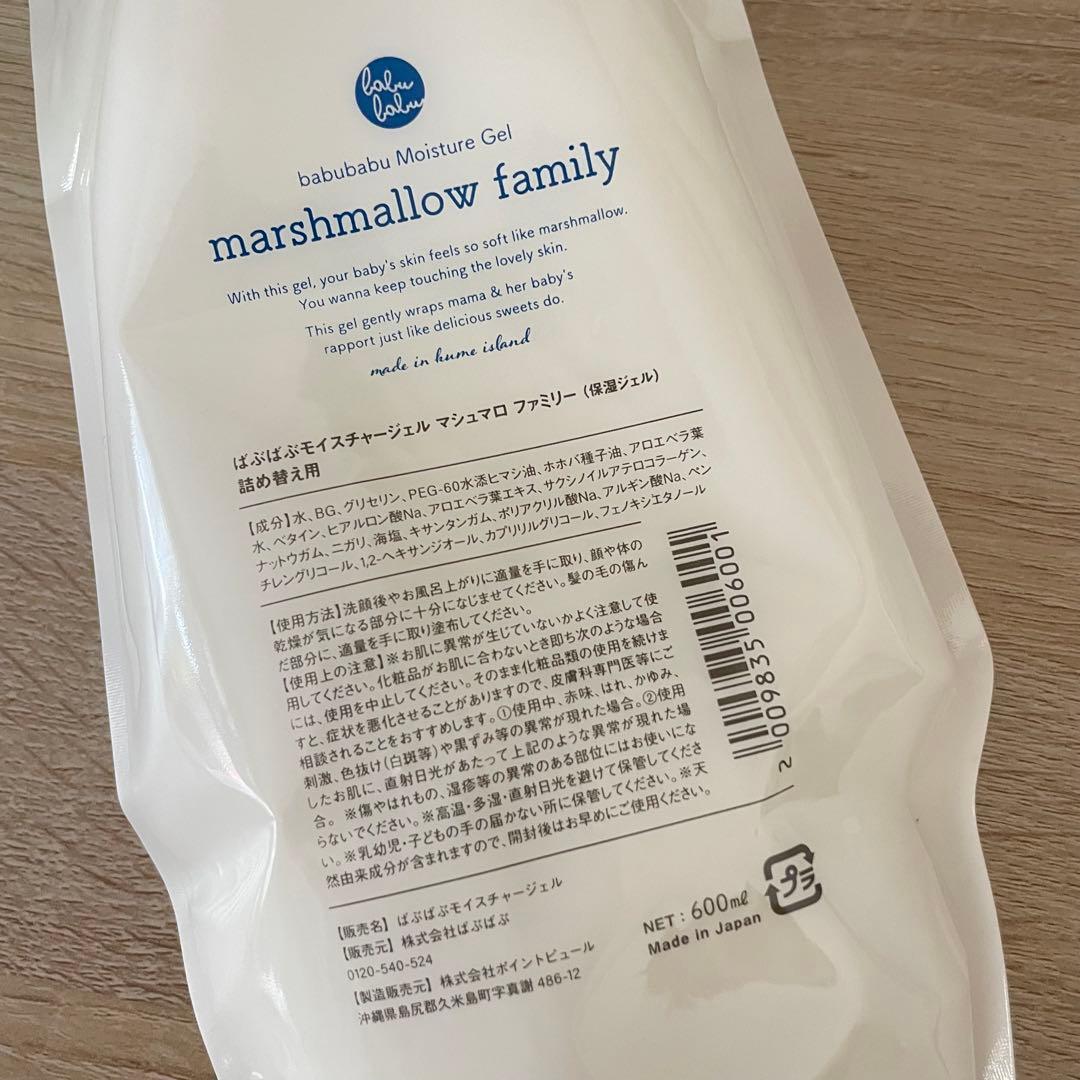 babu
babu
babubabu Moisture Gel
marshmallow family
With this gel, your baby's skin feels so soft like marshmallow.
You wanna keep touching the lovely skin.
This gel gently wraps mama & her baby's
rapport just like delicious sweets do.
made in kume island
ばぶばぶモイスチャージェル マシュマロ ファミリー（保湿ジェル）
詰め替え用
【成分】水、BG、グリセリン、PEG-60水添ヒマシ油、ホホバ種子油、アロエベラ葉
水、ベタイン、ヒアルロン酸Na、アロエベラ葉エキス、サクシノイルアテロコラーゲン、
ナットウガム、ニガリ、海塩、キサンタンガム、ポリアクリル酸Na、アルギン酸Na、ペン
チレングリコール、1,2-ヘキサンジオール、カプリリルグリコール、フェノキシエタノール
【使用方法】洗顔後やお風呂上がりに適量を手に取り、顔や体の
乾燥が気になる部分に十分になじませてください。髪の毛の傷ん
だ部分に、適量を手に取り塗布してください。
【使用上の注意】※お肌に異常が生じていないかよく注意して使
用してください。化粧品がお肌に合わないとき即ち次のような場合
には、使用を中止してください。そのまま化粧品類の使用を続けま
すと、症状を悪化させることがありますので、皮膚科専門医等にご
相談されることをおすすめします。①使用中、赤味、はれ、かゆみ、
刺激、色抜け(白斑等)や黒ずみ等の異常が現れた場合。②使用
したお肌に、直射日光があたって上記のような異常が現れた場
合。 ※傷やはれもの、湿疹等の異常のある部位にはお使いにな
らないでください。※高温・多湿・直射日光を避けて保管してくださ
い。※乳幼児・子どもの手の届かない所に保管してください。※天
然由来成分が含まれますので、開封後はお早めにご使用ください。
2 009835 006001
【販売名】ばぶばぶモイスチャージェル
【販売元】株式会社ばぶばぶ
0120-540-524
【製造販売元】株式会社ポイントピュール
沖縄県島尻郡久米島町字真謝 486-12
NET : 600ml
Made in Japan
プラ